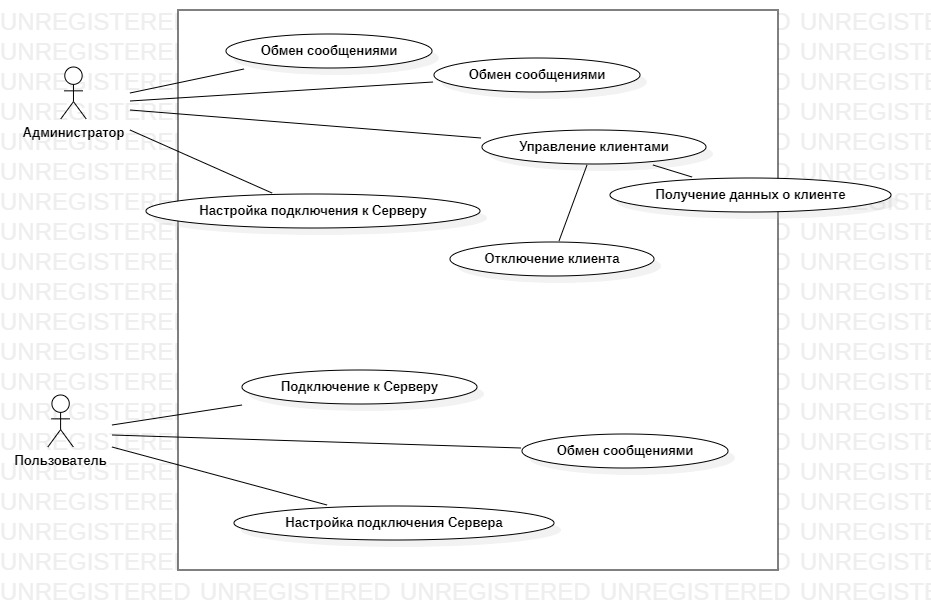 Обмен сообщениями
Обмен сообщениями
Администратор
Управление клиентами
Получение данных о клиенте
Настройка подключения к Серверу
Отключение клиента
Подключение к Серверу
Обмен сообщениями
Пользователь
Настройка подключения Сервера
UNREGISTERED UNREGISTERED UNREGISTERED UNREGISTERED